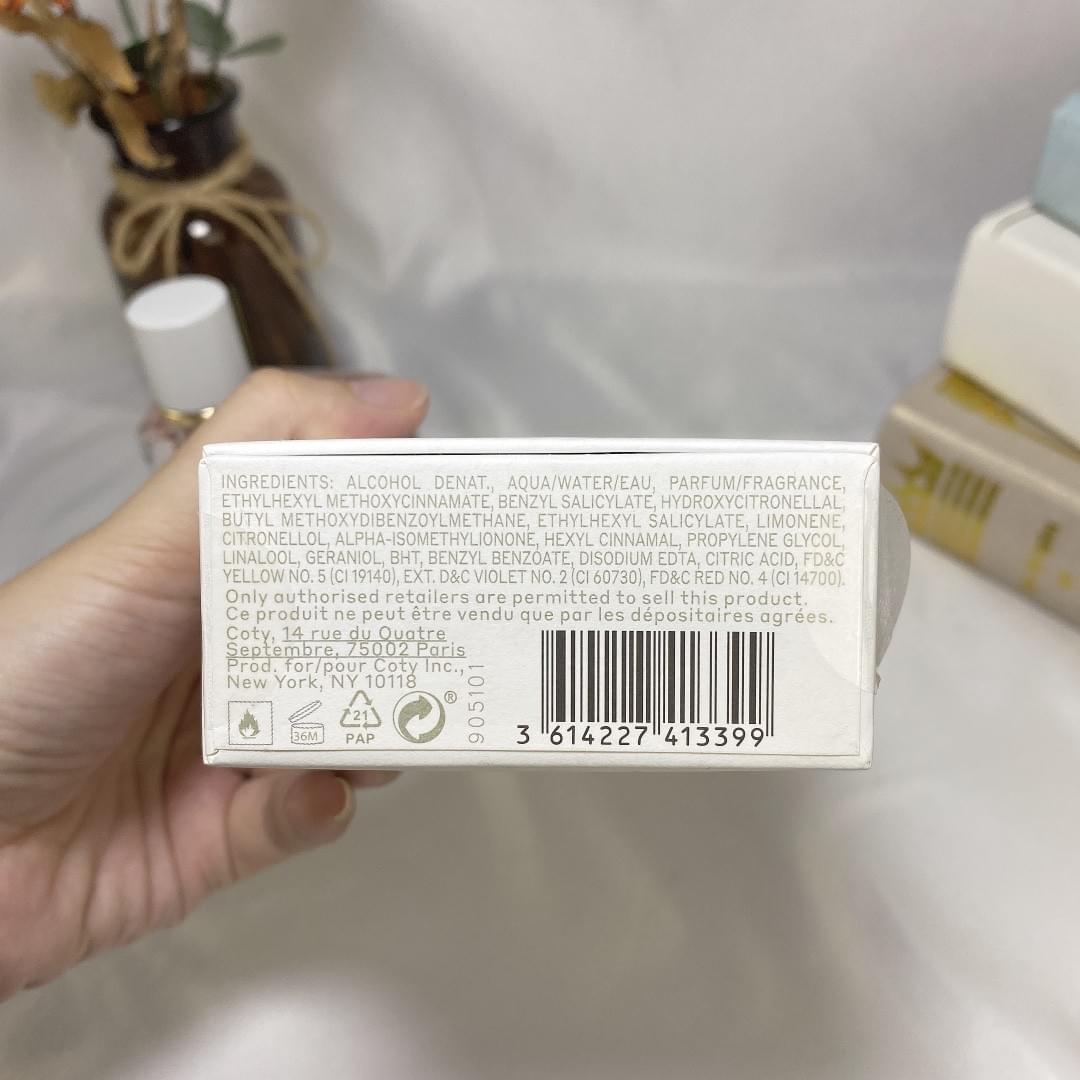 INGREDIENTS: ALCOHOL DENAT., AQUA/WATER/EAU, PARFUM/FRAGRANCE,
ETHYLHEXYL METHOXYCINNAMATE, BENZYL SALICYLATE, HYDROXYCITRONELLAL,
BUTYL METHOXYDIBENZOYLMETHANE, ETHYLHEXYL SALICYLATE, LIMONENE,
CITRONELLOL, ALPHA-ISOMETHYLIONONE, HEXYL CINNAMAL, PROPYLENE GLYCOL,
LINALOOL, GERANIOL, BHT, BENZYL BENZOATE, DISODIUM EDTA, CITRIC ACID, FD&C
YELLOW NO. 5 (CI 19140), EXT. D&C VIOLET NO. 2 (CI 60730), FD&C RED NO. 4 (CI 14700).
Only authorised retailers are permitted to sell this product.
Ce produit ne peut être vendu que par les dépositaires agréés.
Coty, 14 rue du Quatre
Septembre, 75002 Paris
Prod. for/pour Coty Inc.,
New York, NY 10118
36M
21
PAP
®
905101
3 614227 413399